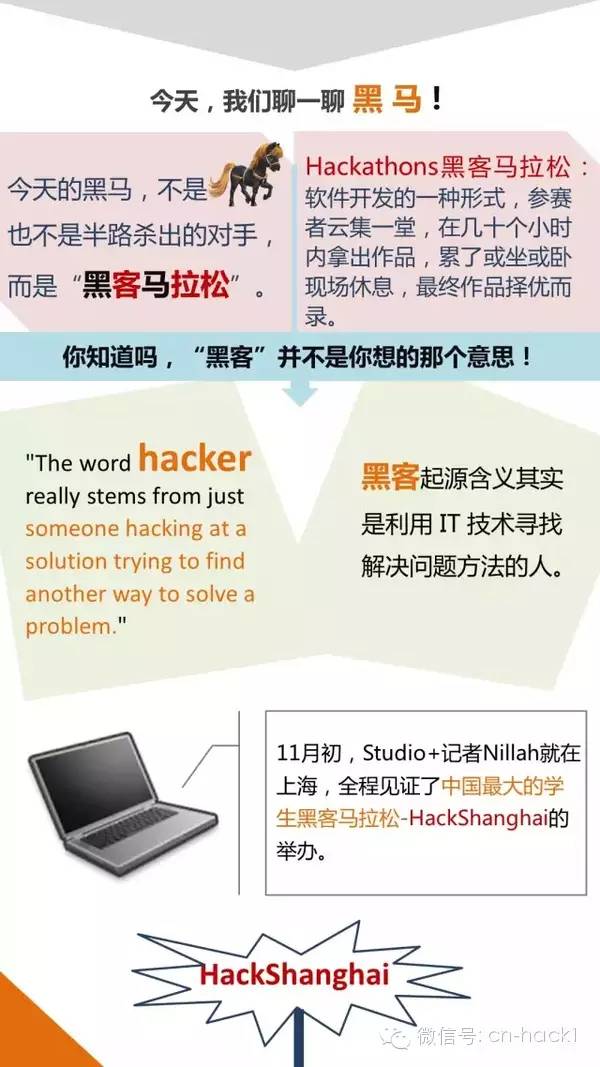 今天，我们聊一聊 黑 马！
今天的黑马，不是
也不是半路杀出的对手，
而是“黑客马拉松”。
Hackathons黑客马拉松：
软件开发的一种形式，参赛
者云集一堂，在几十个小时
内拿出作品，累了或坐或卧
现场休息，最终作品择优而
录。
你知道吗，“黑客”并不是你想的那个意思！
"The word hacker
really stems from just
someone hacking at a
solution trying to find
another way to solve a
problem."
黑客起源含义其实
是利用 IT 技术寻找
解决问题方法的人。
11月初，Studio+记者Nillah就在
上海，全程见证了中国最大的学
生黑客马拉松-HackShanghai的
举办。
HackShanghai
微信号: cn-hack1